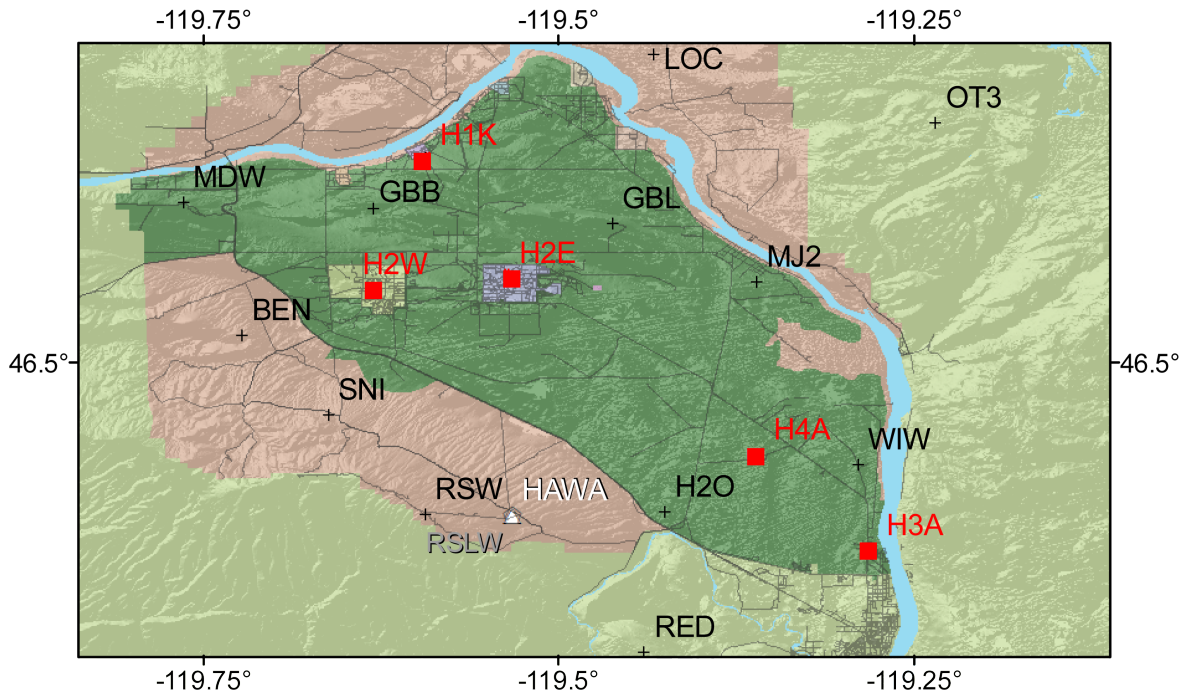 -119.75° -119.5° -119.25°
LOC
OT3
H1K
MDW
GBB
GBL
H2E
MJ2
H2W
BEN
46.5° 46.5°
SNI
H4A
WIW
RSW HAWA H2O
H3A
RSLW
RED
-119.75° -119.5° -119.25°